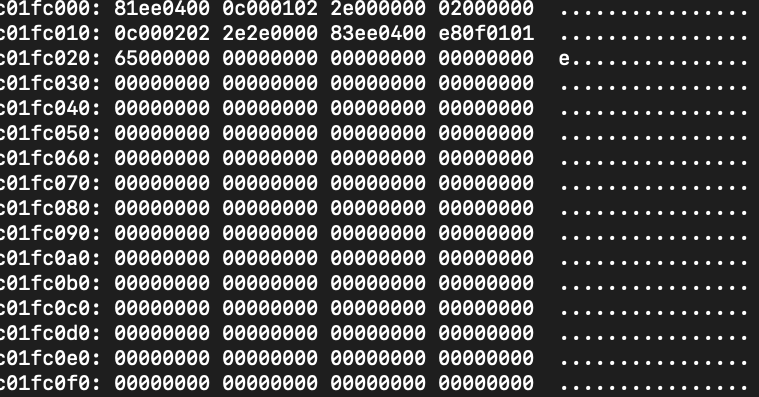 c01fc000: 81ee0400 0c000102 2e000000 02000000 ................
c01fc010: 0c000202 2e2e0000 83ee0400 e80f0101 ................
c01fc020: 65000000 00000000 00000000 00000000 e...............
c01fc030: 00000000 00000000 00000000 00000000 ................
c01fc040: 00000000 00000000 00000000 00000000 ................
c01fc050: 00000000 00000000 00000000 00000000 ................
c01fc060: 00000000 00000000 00000000 00000000 ................
c01fc070: 00000000 00000000 00000000 00000000 ................
c01fc080: 00000000 00000000 00000000 00000000 ................
c01fc090: 00000000 00000000 00000000 00000000 ................
c01fc0a0: 00000000 00000000 00000000 00000000 ................
c01fc0b0: 00000000 00000000 00000000 00000000 ................
c01fc0c0: 00000000 00000000 00000000 00000000 ................
c01fc0d0: 00000000 00000000 00000000 00000000 ................
c01fc0e0: 00000000 00000000 00000000 00000000 ................
c01fc0f0: 00000000 00000000 00000000 00000000 ................